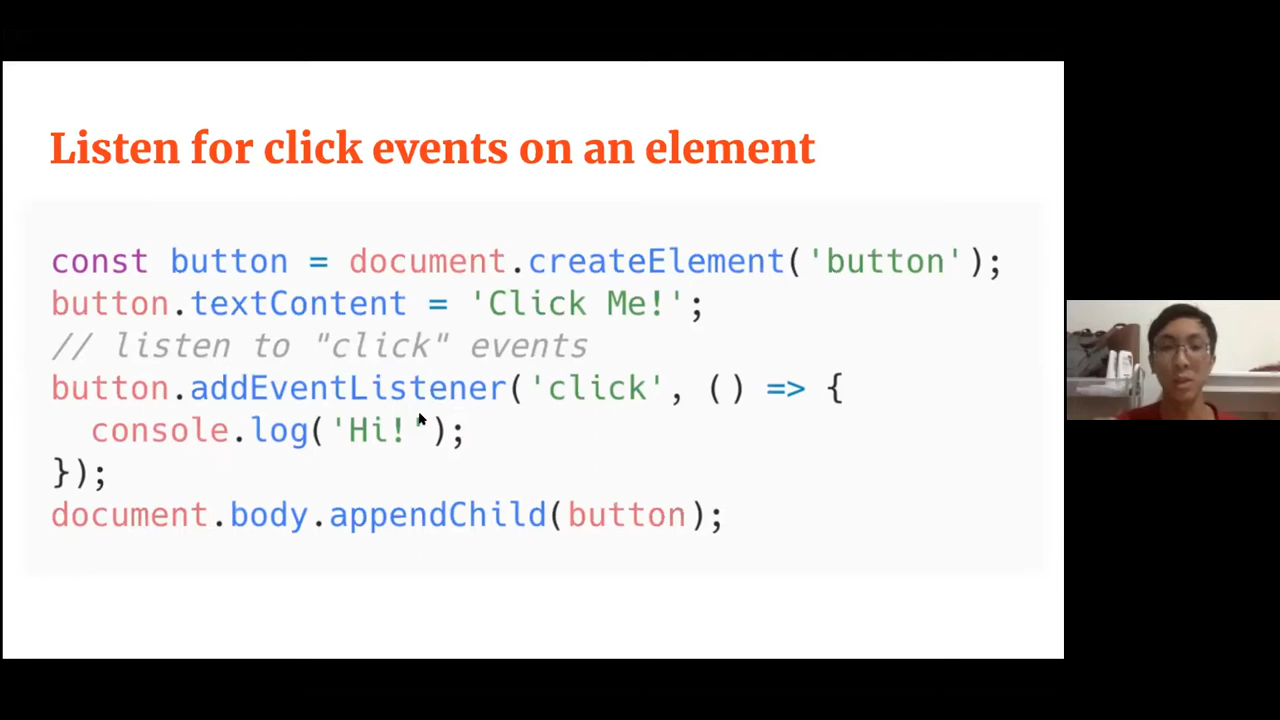 Listen for click events on an element
const button = document.createElement('button');
button.textContent = 'Click Me!';
// listen to "click" events
button.addEventListener('click', () => {
  console.log('Hi!');
});
document.body.appendChild(button);